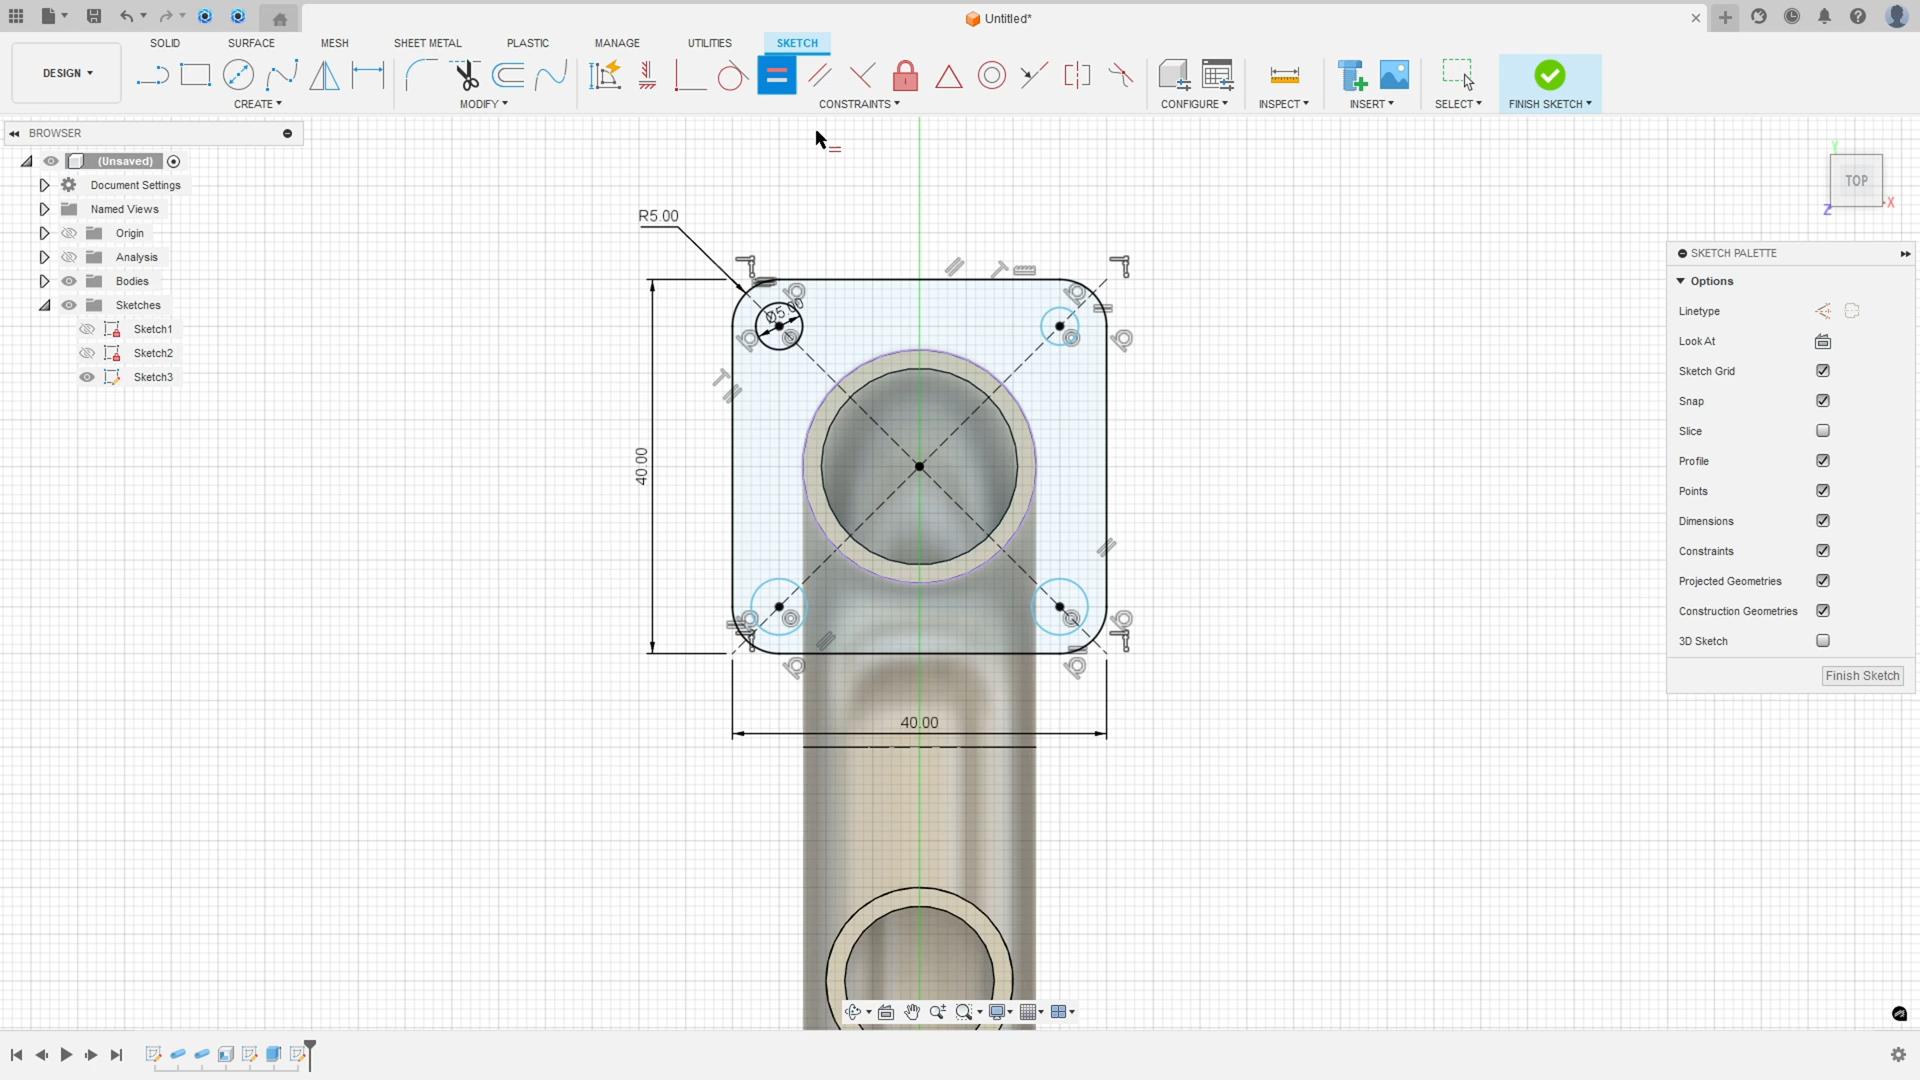 Untitled*
SOLID SURFACE MESH SHEET METAL PLASTIC MANAGE UTILITIES SKETCH
DESIGN
CREATE MODIFY CONSTRAINTS CONFIGURE INSPECT INSERT SELECT FINISH SKETCH
BROWSER
(Unsaved)
Document Settings
Named Views
Origin
Analysis
Bodies
Sketches
Sketch1
Sketch2
Sketch3
R5.00
Ø5.00
40.00
40.00
Y
TOP
X
Z
SKETCH PALETTE
Options
Linetype
Look At
Sketch Grid
Snap
Slice
Profile
Points
Dimensions
Constraints
Projected Geometries
Construction Geometries
3D Sketch
Finish Sketch